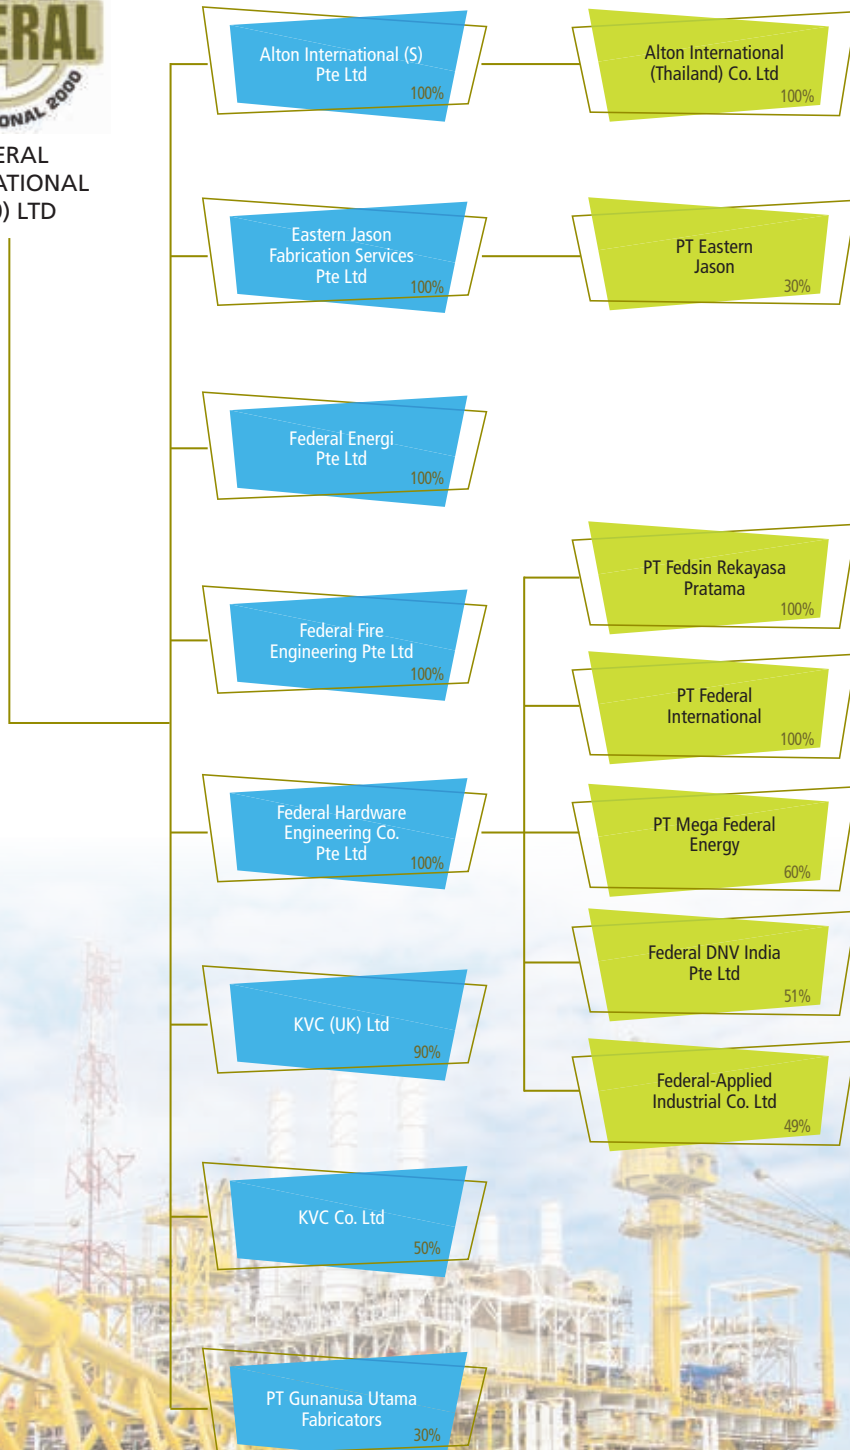 ERAL
ONAL 2000
ERAL
ATIONAL
) LTD
Alton International (S)
Pte Ltd
100%
Alton International
(Thailand) Co. Ltd
100%
Eastern Jason
Fabrication Services
Pte Ltd
100%
PT Eastern
Jason
30%
Federal Energi
Pte Ltd
100%
Federal Fire
Engineering Pte Ltd
100%
Federal Hardware
Engineering Co.
Pte Ltd
100%
PT Fedsin Rekayasa
Pratama
100%
PT Federal
International
100%
PT Mega Federal
Energy
60%
Federal DNV India
Pte Ltd
51%
Federal-Applied
Industrial Co. Ltd
49%
KVC (UK) Ltd
90%
KVC Co. Ltd
50%
PT Gunanusa Utama
Fabricators
30%